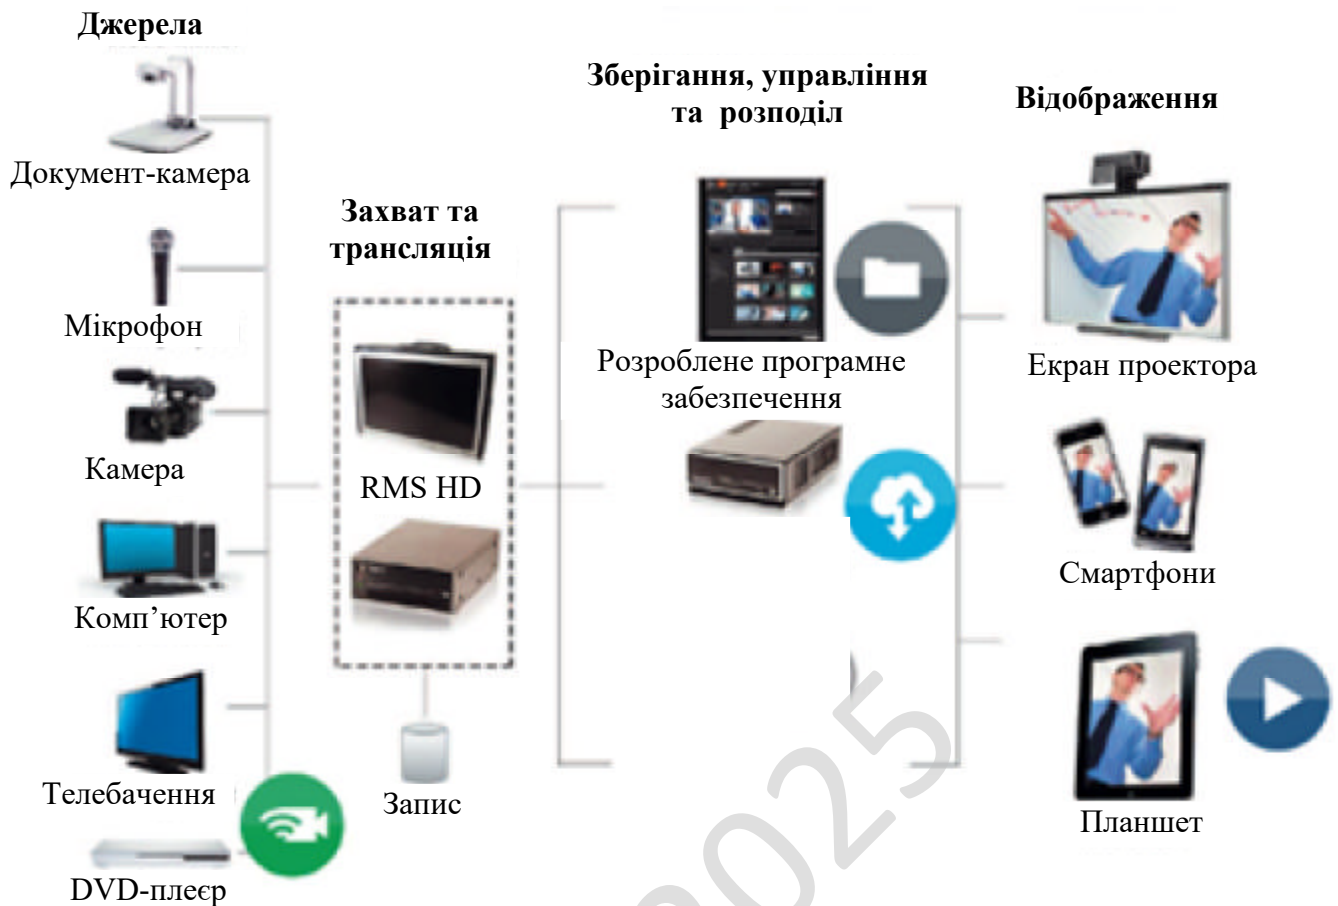 Джерела
Документ-камера
Мікрофон
Камера
Комп’ютер
Телебачення
DVD-плеєр
Захват та
трансляція
RMS HD
Запис
Зберігання, управління
та розподіл
Розроблене програмне
забезпечення
Відображення
Екран проектора
Смартфони
Планшет
2025